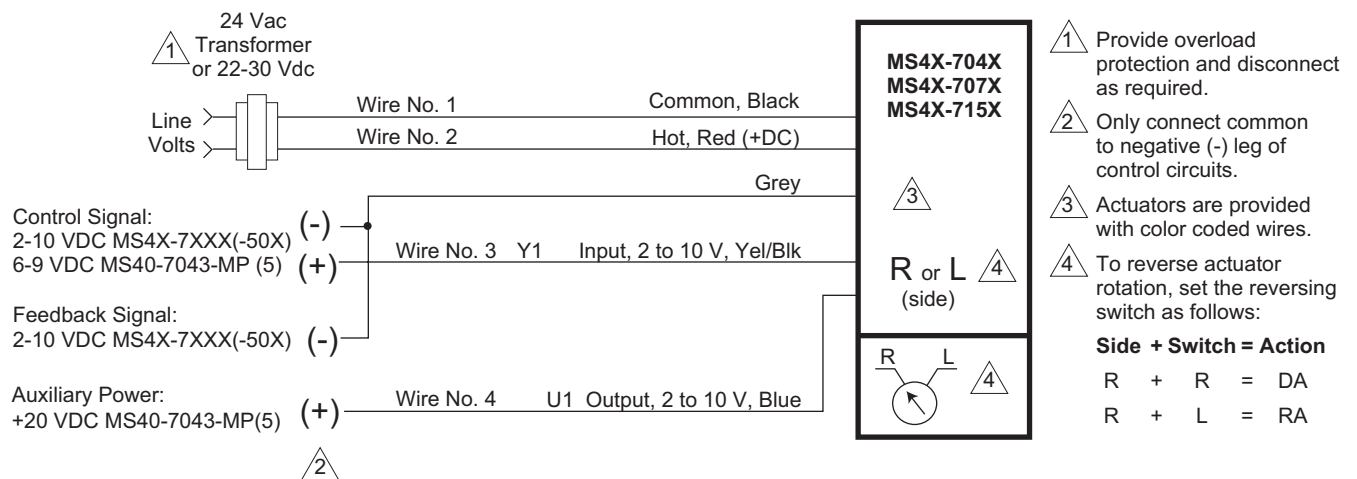 24 Vac
Transformer
or 22-30 Vdc
1
Line
Volts
Wire No. 1
Common, Black
Wire No. 2
Hot, Red (+DC)
Grey
Control Signal:
2-10 VDC MS4X-7XXX(-50X)
(-)
6-9 VDC MS40-7043-MP (5)
(+)
Wire No. 3 Y1 Input, 2 to 10 V, Yel/Blk
Feedback Signal:
2-10 VDC MS4X-7XXX(-50X)
(-)
Auxiliary Power:
+20 VDC MS40-7043-MP(5)
(+)
Wire No. 4 U1 Output, 2 to 10 V, Blue
2
MS4X-704X
MS4X-707X
MS4X-715X
3
R or L 4
(side)
R L
4
1 Provide overload
protection and disconnect
as required.
2 Only connect common
to negative (-) leg of
control circuits.
3 Actuators are provided
with color coded wires.
4 To reverse actuator
rotation, set the reversing
switch as follows:
Side + Switch = Action
R + R = DA
R + L = RA